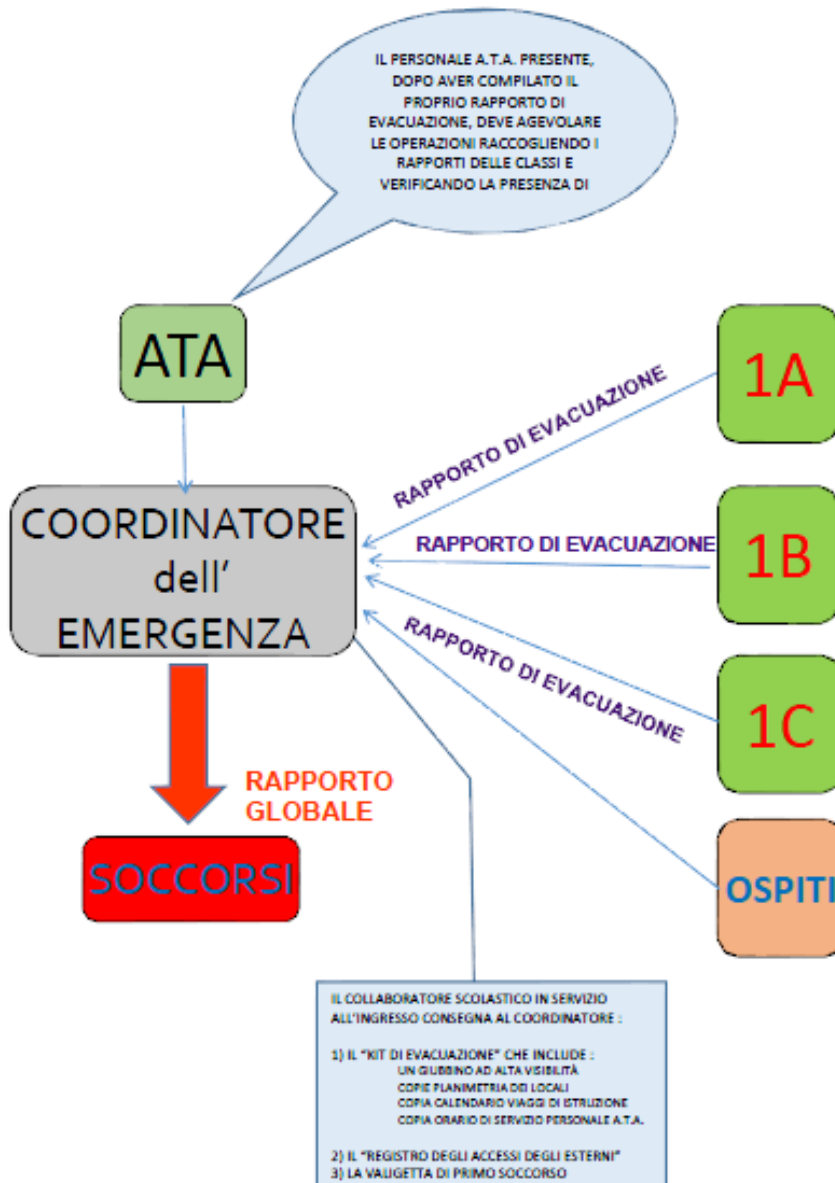 IL PERSONALE A.T.A. PRESENTE,
DOPO AVER COMPILATO IL
PROPRIO RAPPORTO DI
EVACUAZIONE, DEVE AGEVOLARE
LE OPERAZIONI RACCOGLIENDO I
RAPPORTI DELLE CLASSI E
VERIFICANDO LA PRESENZA DI
ATA
1A
RAPPORTO DI EVACUAZIONE
COORDINATORE
dell'
EMERGENZA
RAPPORTO DI EVACUAZIONE
1B
RAPPORTO DI EVACUAZIONE
1C
RAPPORTO
GLOBALE
SOCCORSI
OSPITI
IL COLLABORATORE SCOLASTICO IN SERVIZIO
ALL'INGRESSO CONSEGNA AL COORDINATORE :
1) IL "KIT DI EVACUAZIONE" CHE INCLUDE :
UN GIUBBINO AD ALTA VISIBILITÀ
COPIE PLANIMETRIA DEI LOCALI
COPIA CALENDARIO VIAGGI DI ISTRUZIONE
COPIA ORARIO DI SERVIZIO PERSONALE A.T.A.
2) IL "REGISTRO DEGLI ACCESSI DEGLI ESTERNI"
3) LA VALIGETTA DI PRIMO SOCCORSO